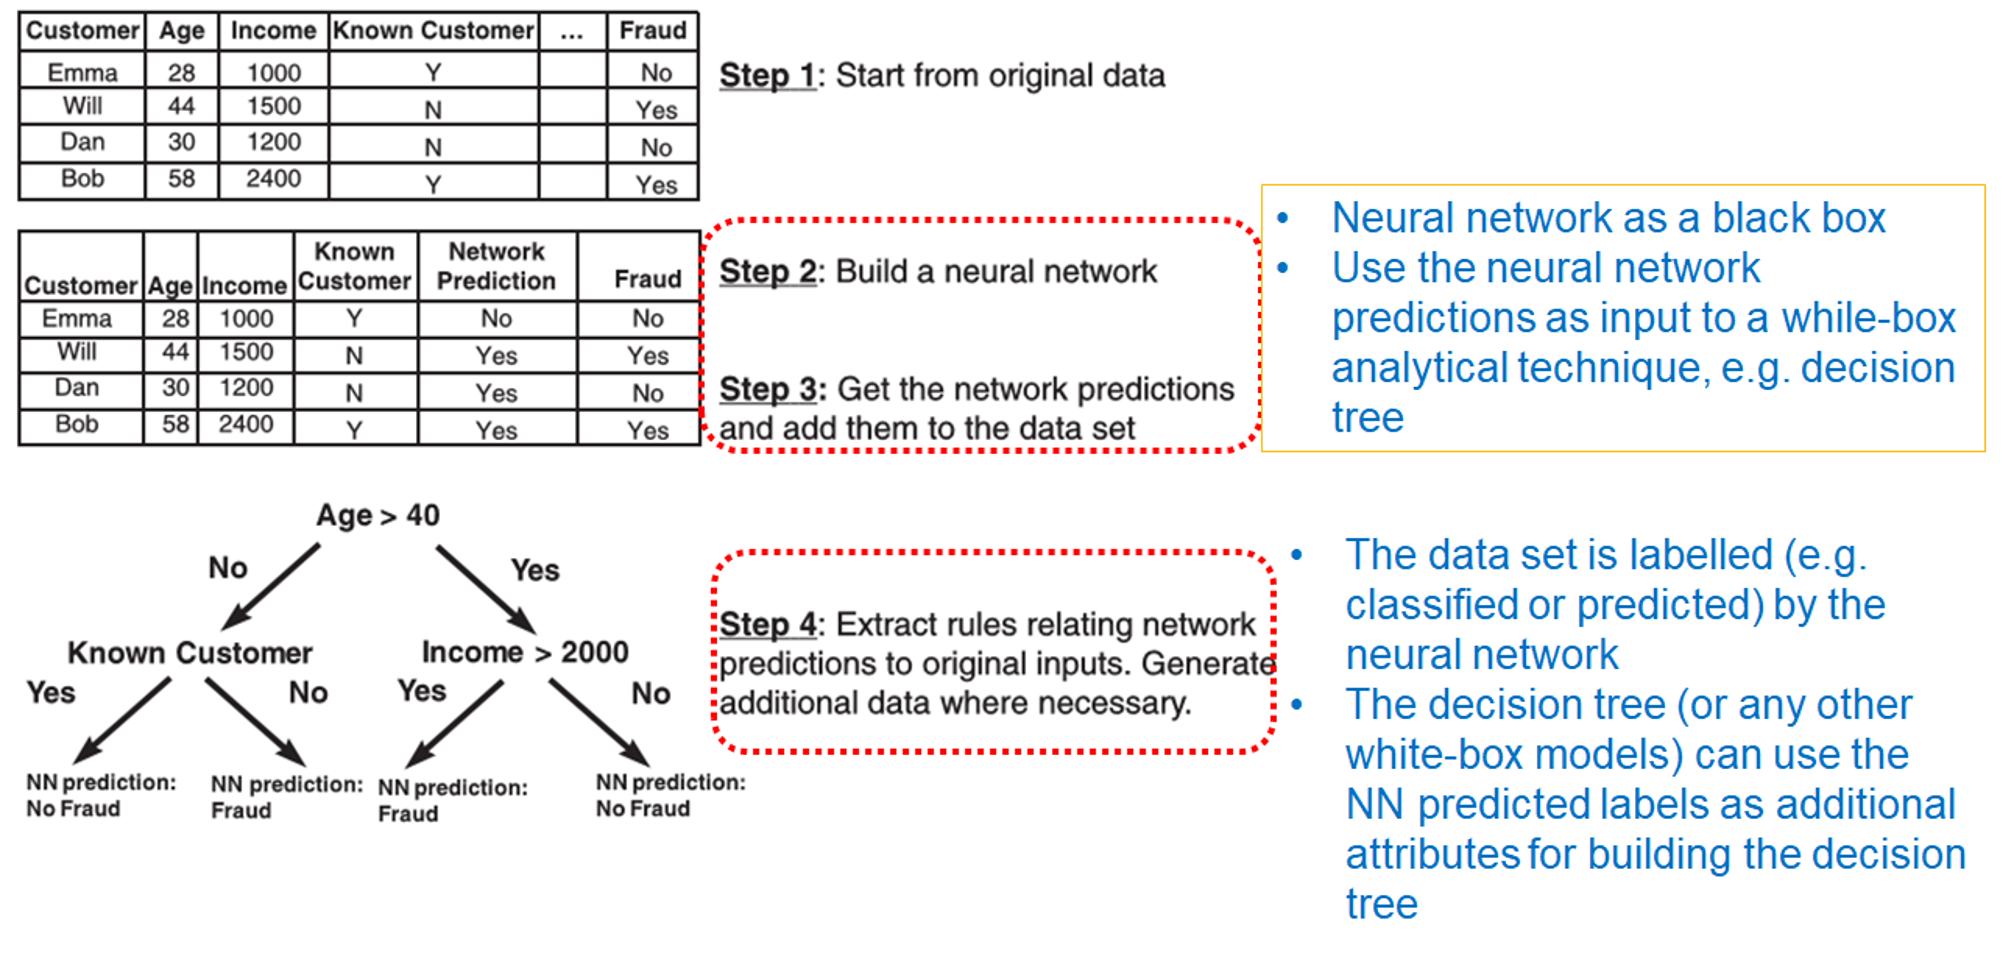 Customer Age Income Known Customer ... Fraud
Emma 28 1000 Y No
Will 44 1500 N Yes
Dan 30 1200 N No
Bob 58 2400 Y Yes
Step 1: Start from original data
Customer Age Income Known Customer Network Prediction Fraud
Emma 28 1000 Y No No
Will 44 1500 N Yes Yes
Dan 30 1200 N Yes No
Bob 58 2400 Y Yes Yes
Step 2: Build a neural network
Step 3: Get the network predictions
and add them to the data set
• Neural network as a black box
• Use the neural network
predictions as input to a while-box
analytical technique, e.g. decision
tree
Age > 40
No
Yes
Known Customer
Income > 2000
Yes
No
Yes
No
NN prediction:
No Fraud
NN prediction:
Fraud
NN prediction:
Fraud
NN prediction:
No Fraud
Step 4: Extract rules relating network
predictions to original inputs. Generate
additional data where necessary.
• The data set is labelled (e.g.
classified or predicted) by the
neural network
• The decision tree (or any other
white-box models) can use the
NN predicted labels as additional
attributes for building the decision
tree